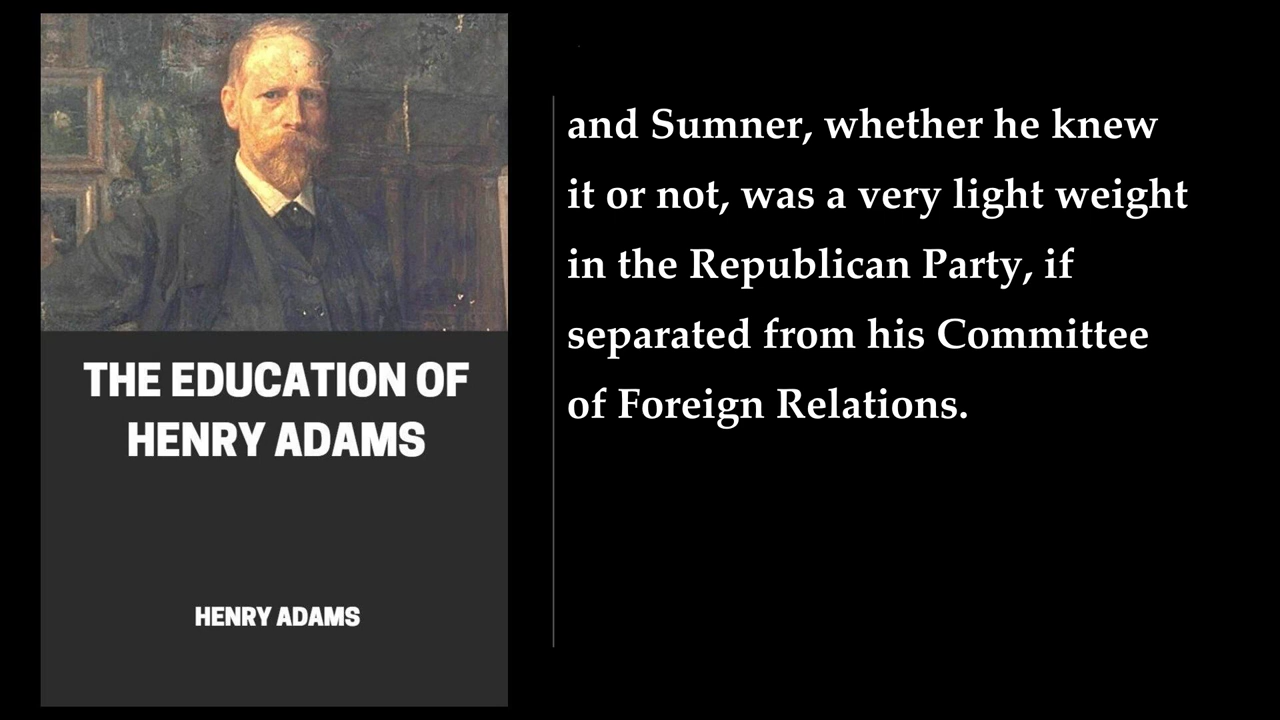 THE EDUCATION OF
HENRY ADAMS
HENRY ADAMS
and Sumner, whether he knew
it or not, was a very light weight
in the Republican Party, if
separated from his Committee
of Foreign Relations.